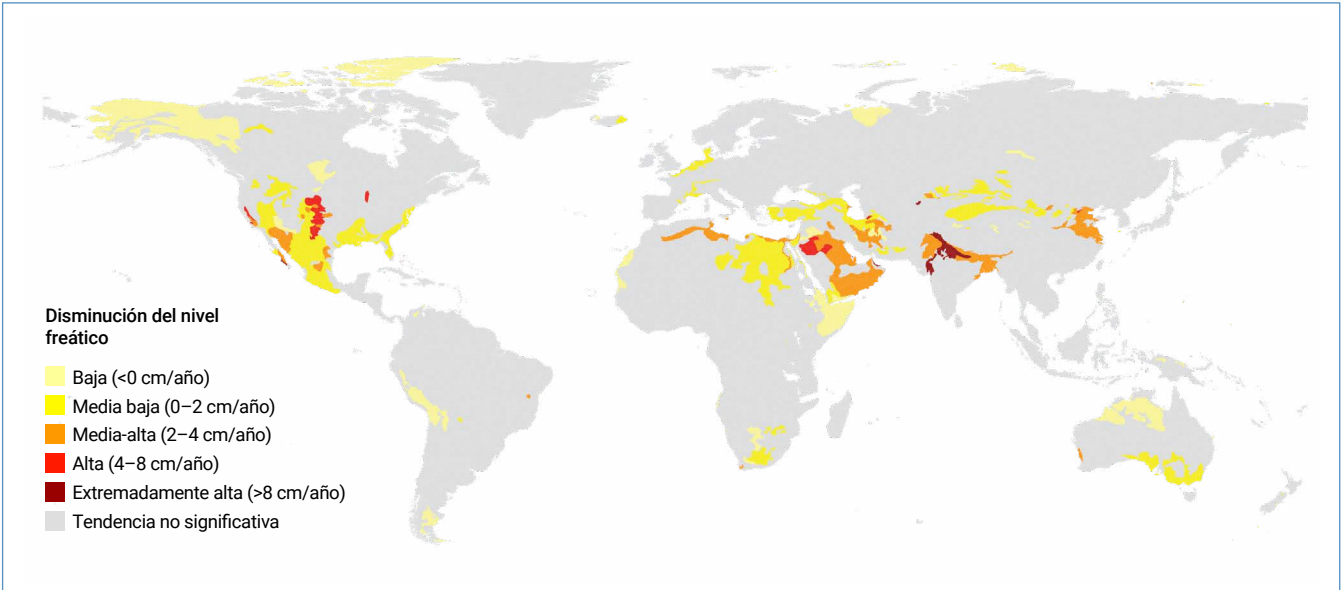 Disminución del nivel
freático
Baja (<0 cm/año)
Media baja (0–2 cm/año)
Media-alta (2–4 cm/año)
Alta (4–8 cm/año)
Extremadamente alta (>8 cm/año)
Tendencia no significativa